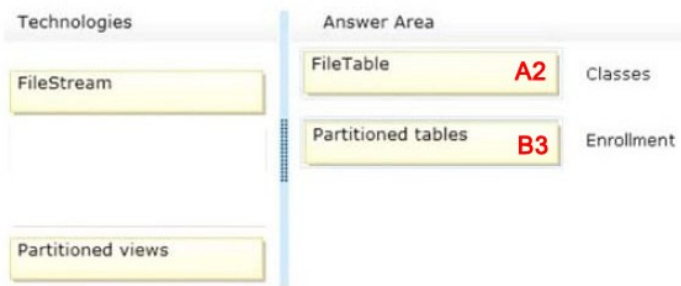 Technologies
Answer Area
FileStream
FileTable A2 Classes
Partitioned tables B3 Enrollment
Partitioned views